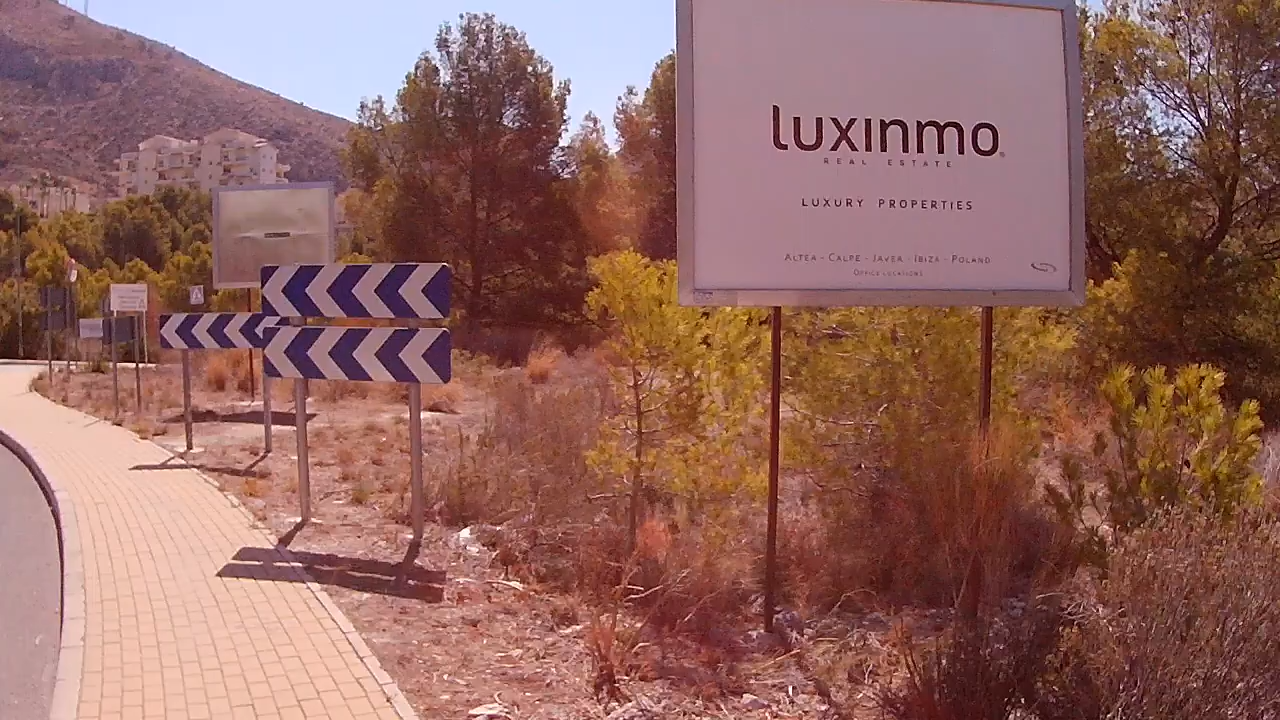 luxinmo
REAL ESTATE
LUXURY PROPERTIES
ALTEA - CALPE - JAVEA - IBIZA - POLAND
OFFICE LOCATIONS